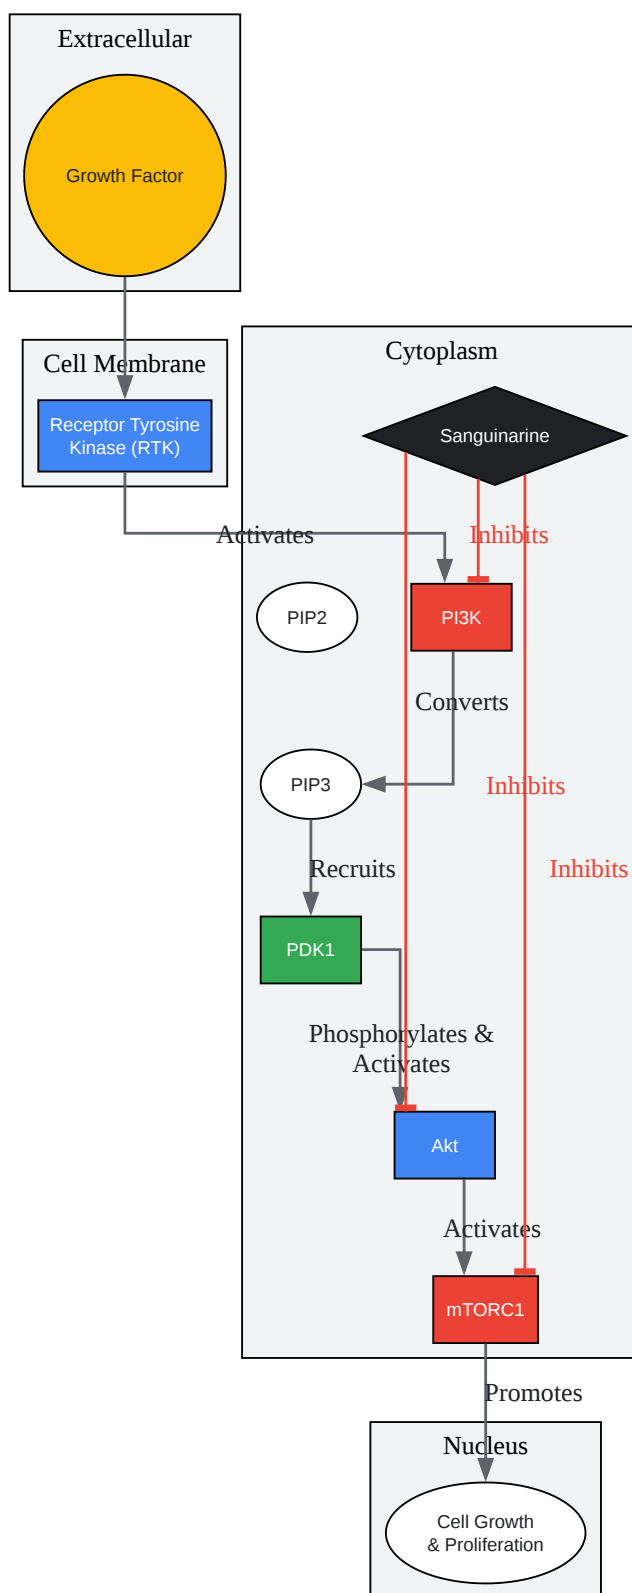 Extracellular
Growth Factor
Cell Membrane
Receptor Tyrosine
Kinase (RTK)
Cytoplasm
Sanguinarine
Activates
Inhibits
PIP2
PI3K
Converts
PIP3
Inhibits
Recruits
Inhibits
PDK1
Phosphorylates &
Activates
Akt
Activates
mTORC1
Promotes
Nucleus
Cell Growth
& Proliferation